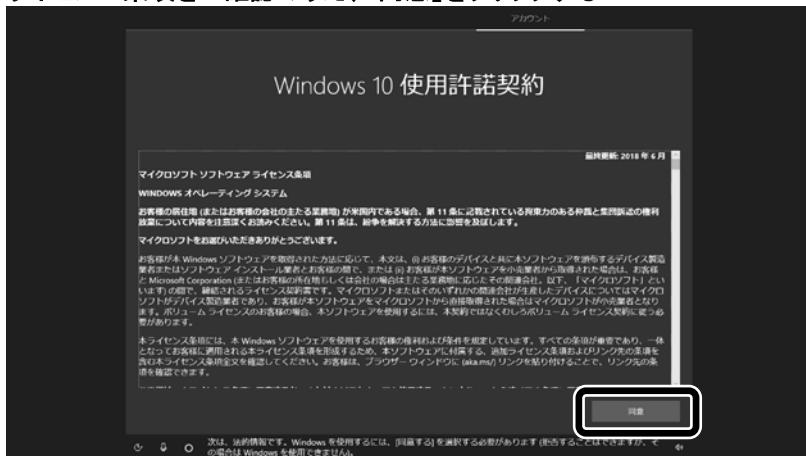 アカウント
Windows 10 使用許諾契約
最終更新: 2018 年 6 月
マイクロソフト ソフトウェア ライセンス条項
WINDOWS オペレーティング システム
お客様の居住地 (またはお客様の会社の主たる業務地) が米国内である場合、第 11 条に記載されている拘束力のある仲裁と集団訴訟の権利
放棄について内容を注意深くお読みください。第 11 条は、紛争を解決する方法に影響を及ぼします。
マイクロソフトをお選びいただきありがとうございます。
お客様が本 Windows ソフトウェアを取得された方法に応じて、本文は、(i) お客様のデバイスと共に本ソフトウェアを頒布するデバイス製造
業者またはソフトウェア インストール業者とお客様の間で、または (ii) お客様が本ソフトウェアを小売業者から取得された場合は、お客様
と Microsoft Corporation (またはお客様の所在地もしくは会社の場合は主たる業務地に応じたその関連会社。以下、「マイクロソフト」とい
います) の間で、締結されるライセンス契約書です。マイクロソフトまたはそのいずれかの関連会社が生産したデバイスについてはマイクロ
ソフトがデバイス製造業者であり、お客様が本ソフトウェアをマイクロソフトから直接取得された場合はマイクロソフトが小売業者となり
ます。ボリューム ライセンスのお客様の場合、本ソフトウェアを使用するには、本契約ではなくむしろボリューム ライセンス契約に従う必
要があります。
本ライセンス条項には、本 Windows ソフトウェアを使用するお客様の権利および条件を規定しています。すべての条項が重要であり、一体
となってお客様に適用される本ライセンス条項を形成するため、本ソフトウェアに付属する、追加ライセンス条項およびリンク先の条項を
含む本ライセンス条項全文を確認してください。お客様は、ブラウザー ウィンドウに (aka.ms/) リンクを貼り付けることで、リンク先の条
項を確認できます。
同意
次は、法的情報です。Windows を使用するには、[同意する] を選択する必要があります (拒否することはできますが、そ
の場合は Windows を使用できません)。